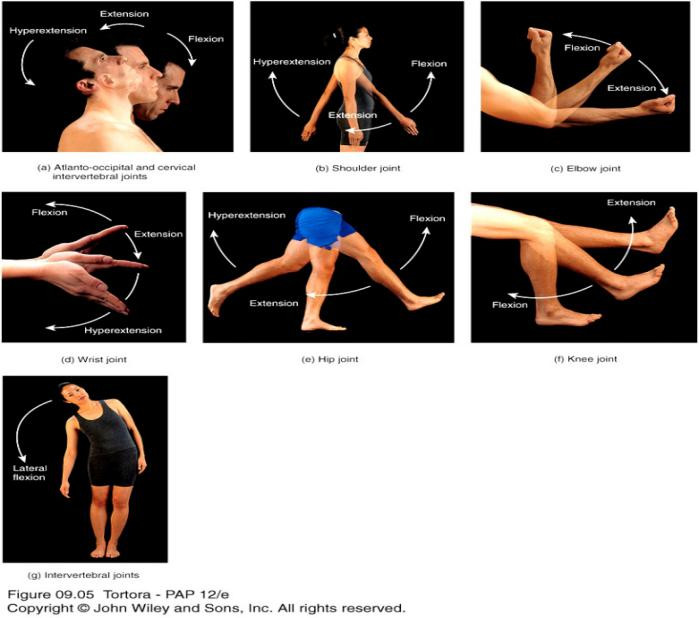 Hyperextension
Extension
Flexion
(a) Atlanto-occipital and cervical
intervertebral joints
Hyperextension
Flexion
Extension
(b) Shoulder joint
Flexion
Extension
(c) Elbow joint
Flexion
Extension
Hyperextension
(d) Wrist joint
Hyperextension
Flexion
Extension
(e) Hip joint
Extension
Flexion
(f) Knee joint
Lateral
flexion
(g) Intervertebral joints
Figure 09.05 Tortora - PAP 12/e
Copyright © John Wiley and Sons, Inc. All rights reserved.